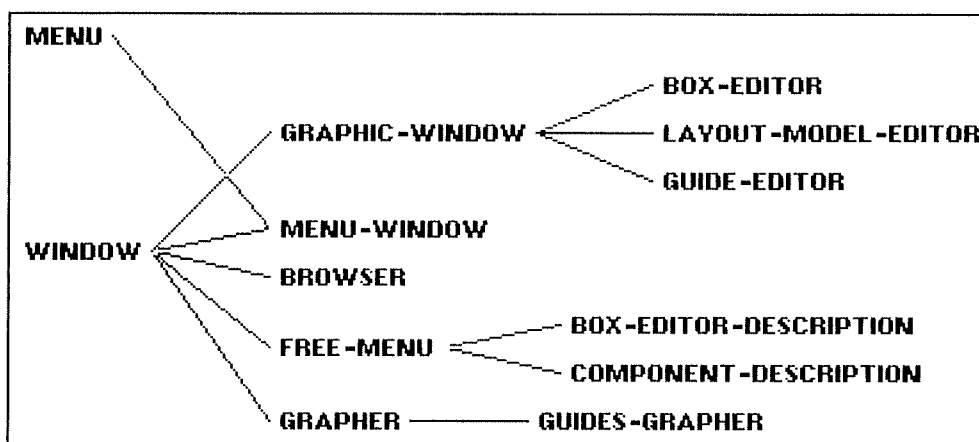 MENU
BOX-EDITOR
GRAPHIC-WINDOW
LAYOUT-MODEL-EDITOR
GUIDE-EDITOR
MENU-WINDOW
WINDOW
BROWSER
BOX-EDITOR-DESCRIPTION
FREE-MENU
COMPONENT-DESCRIPTION
GRAPHER
GUIDES-GRAPHER